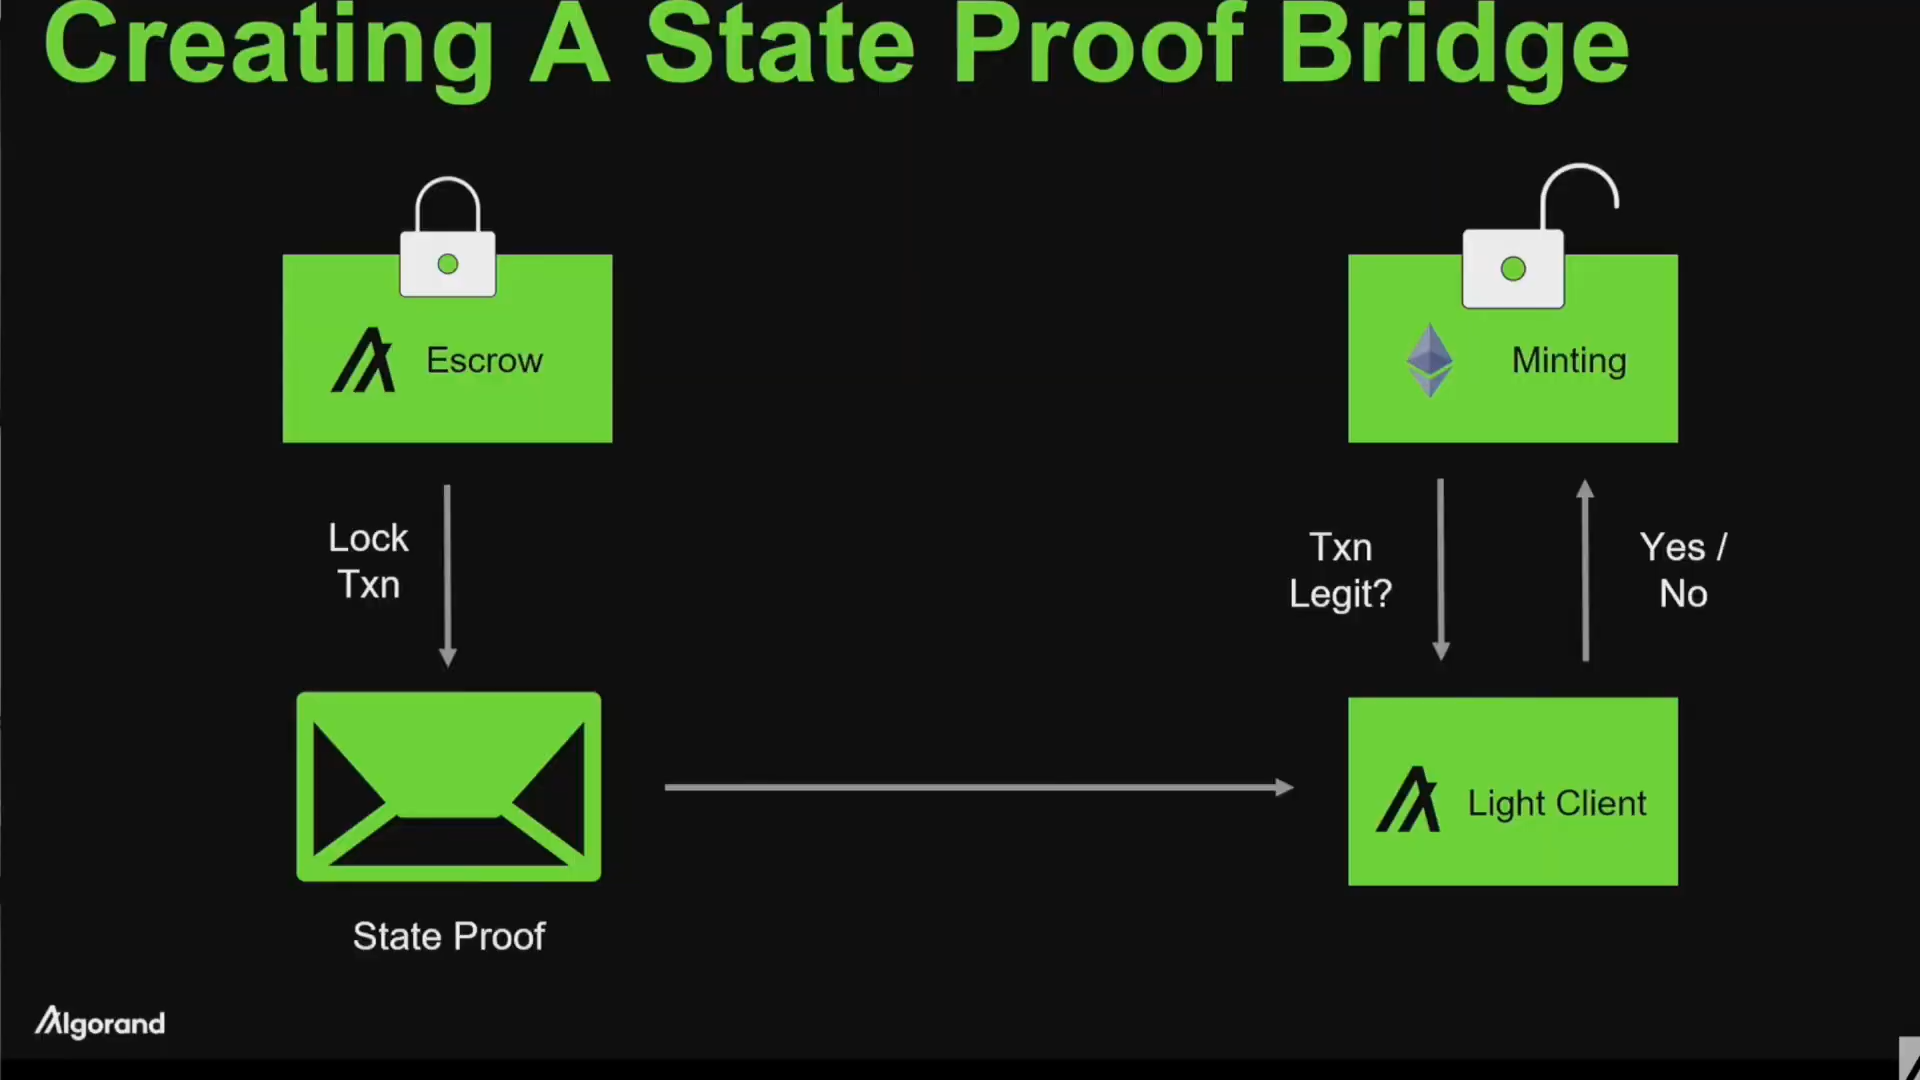 Creating A State Proof Bridge
Escrow
Minting
Lock
Txn
Txn
Legit?
Yes /
No
Light Client
State Proof
Algorand